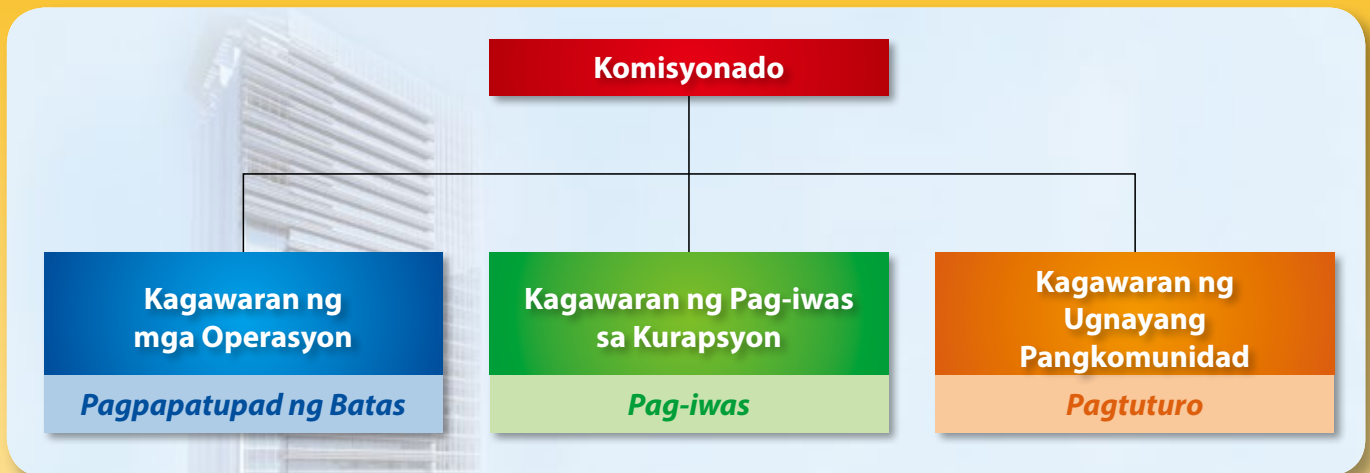 Komisyonado
Kagawaran ng
mga Operasyon
Pagpapatupad ng Batas
Kagawaran ng Pag-iwas
sa Kurapsyon
Pag-iwas
Kagawaran ng
Ugnayang
Pangkomunidad
Pagtuturo